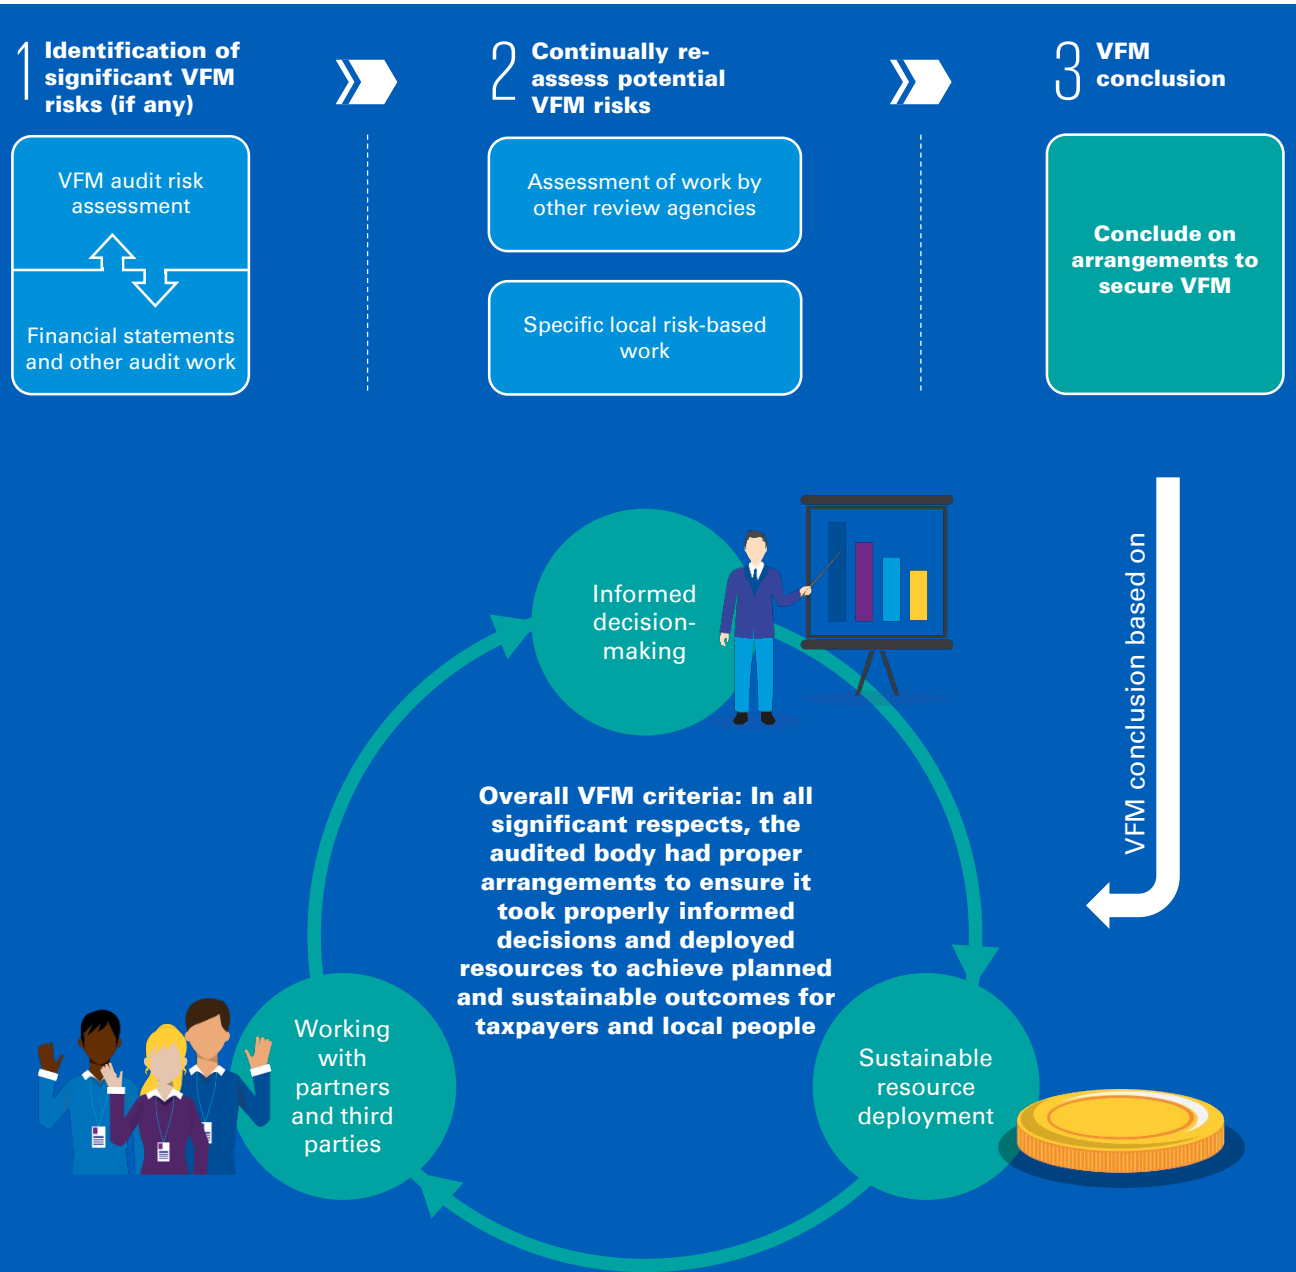 1
Identification of
significant VFM
risks (if any)
VFM audit risk
assessment
Financial statements
and other audit work
2
Continually re-
assess potential
VFM risks
Assessment of work by
other review agencies
Specific local risk-based
work
3
VFM
conclusion
Conclude on
arrangements to
secure VFM
VFM conclusion based on
Informed
decision-
making
Overall VFM criteria: In all
significant respects, the
audited body had proper
arrangements to ensure it
took properly informed
decisions and deployed
resources to achieve planned
and sustainable outcomes for
taxpayers and local people
Working
with
partners
and third
parties
Sustainable
resource
deployment